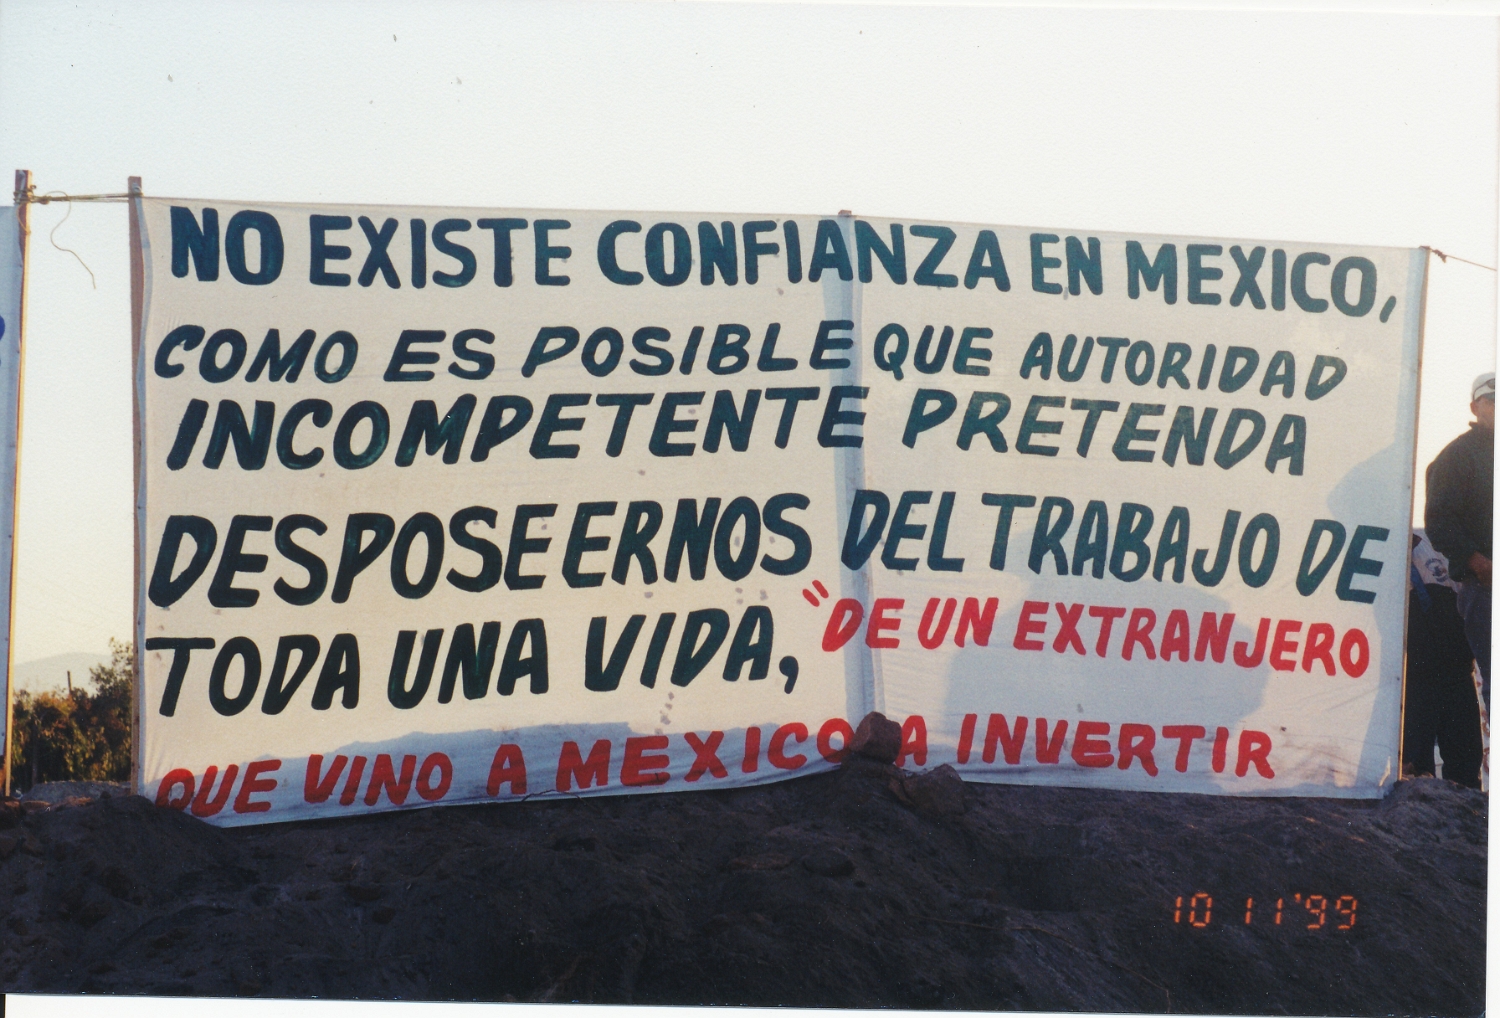 NO EXISTE CONFIANZA EN MEXICO,
COMO ES POSIBLE QUE AUTORIDAD
INCOMPETENTE PRETENDA
DESPOSEERNOS DEL TRABAJO DE
TODA UNA VIDA, "DE UN EXTRANJERO
QUE VINO A MEXICO A INVERTIR
10 11'99